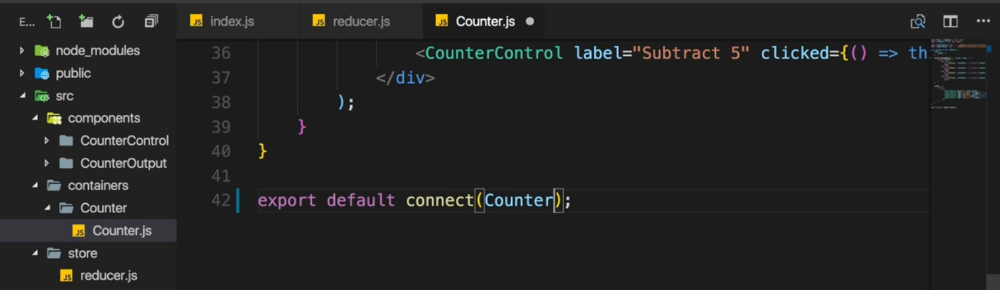 E...
index.js
reducer.js
Counter.js
node_modules
public
src
components
CounterControl
CounterOutput
containers
Counter
Counter.js
store
reducer.js
36 <CounterControl label="Subtract 5" clicked={() => th
37 </div>
38 );
39 }
40 }
41
42 export default connect(Counter);